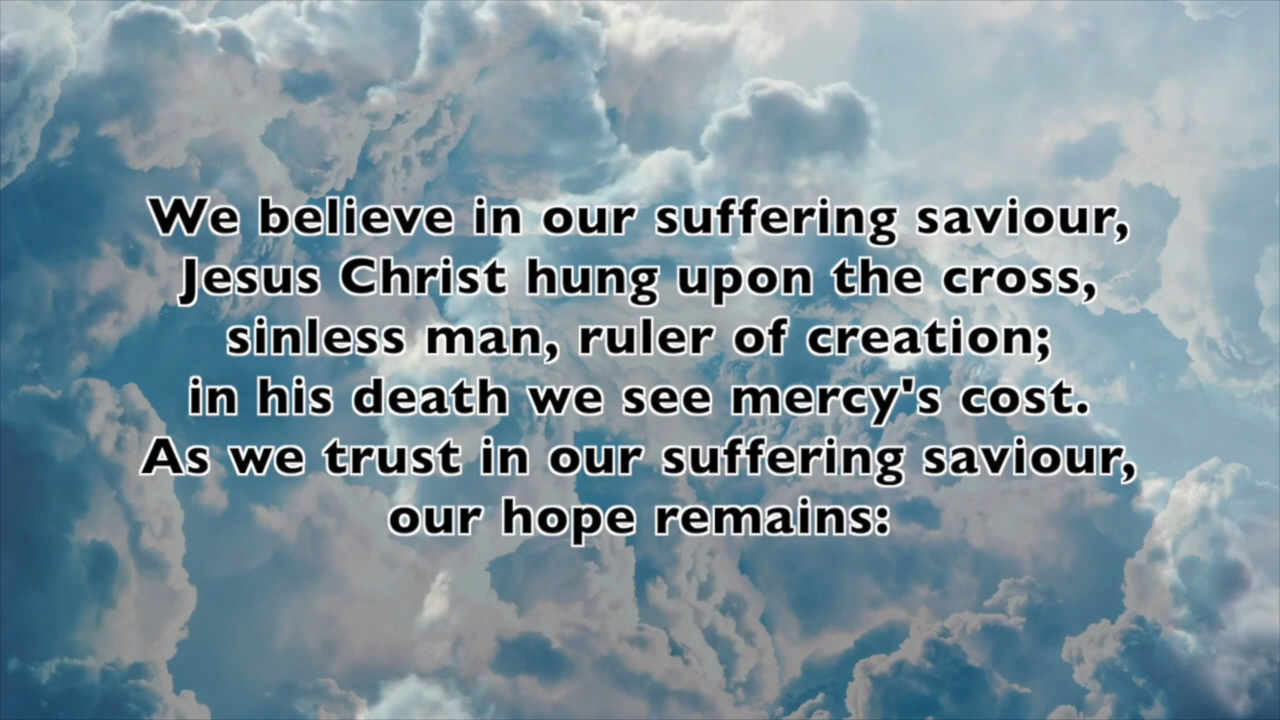 We believe in our suffering saviour,
Jesus Christ hung upon the cross,
sinless man, ruler of creation;
in his death we see mercy's cost.
As we trust in our suffering saviour,
our hope remains: